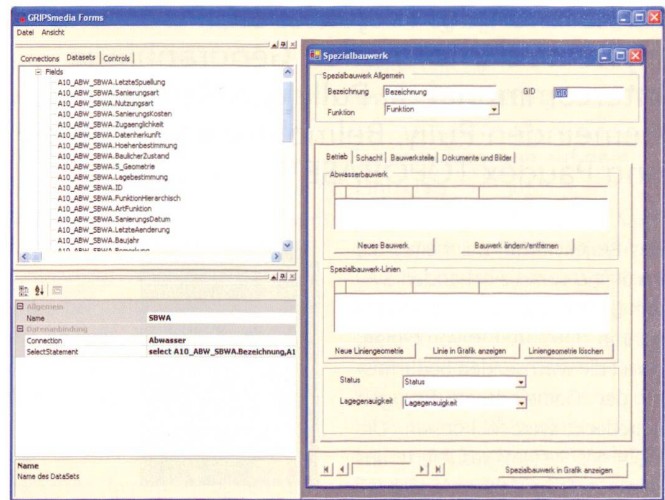 GRIPSmedia Forms
Datei Ansicht
Connections Datasets Controls
Fields
A10_ABW_SBWA.LetzteSpuellung
A10_ABW_SBWA.Sanierungsart
A10_ABW_SBWA.Nutzungsart
A10_ABW_SBWA.SanierungsKosten
A10_ABW_SBWA.Zugaenglichkeit
A10_ABW_SBWA.Datenherkunft
A10_ABW_SBWA.Hoehenbestimmung
A10_ABW_SBWA.BaulicherZustand
A10_ABW_SBWA.S_Geometrie
A10_ABW_SBWA.Lagebestimmung
A10_ABW_SBWA.ID
A10_ABW_SBWA.FunktionHierarchisch
A10_ABW_SBWA.ArtFunktion
A10_ABW_SBWA.SanierungsDatum
A10_ABW_SBWA.LetzteAenderung
A10_ABW_SBWA.Baujahr
A10_ABW_SBWA.Bemerkung
Allgemein
Name SBWA
Datenanbindung
Connection Abwasser
SelectStatement select A10_ABW_SBWA.Bezeichnung,A1
Name
Name des DataSets
Spezialbauwerk
Spezialbauwerk Allgemein
Bezeichnung Bezeichnung GID GID
Funktion Funktion
Betrieb Schacht Bauwerksteile Dokumente und Bilder
Abwasserbauwerk
Neues Bauwerk Bauwerk ändern/entfernen
Spezialbauwerk-Linien
Neue Liniengeometrie Linie in Grafik anzeigen Liniengeometrie löschen
Status Status
Lagegenauigkeit Lagegenauigkeit
Spezialbauwerk in Grafik anzeigen